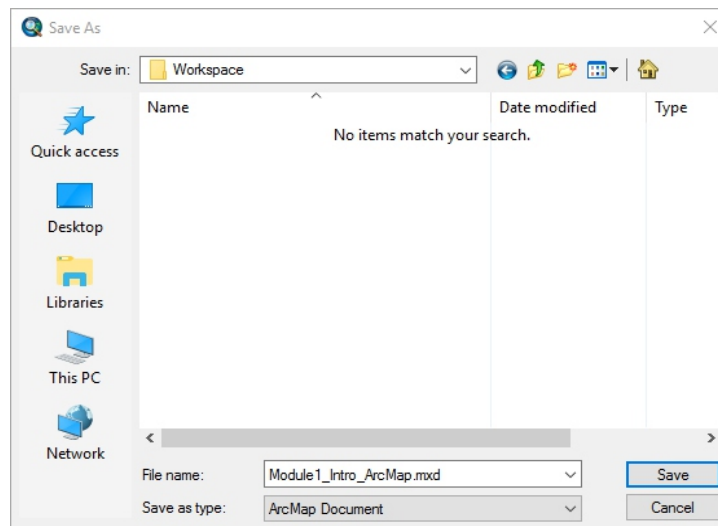 Save As
Save in: Workspace
Name Date modified Type
No items match your search.
Quick access
Desktop
Libraries
This PC
Network
File name: Module1_Intro_ArcMap.mxd Save
Save as type: ArcMap Document Cancel